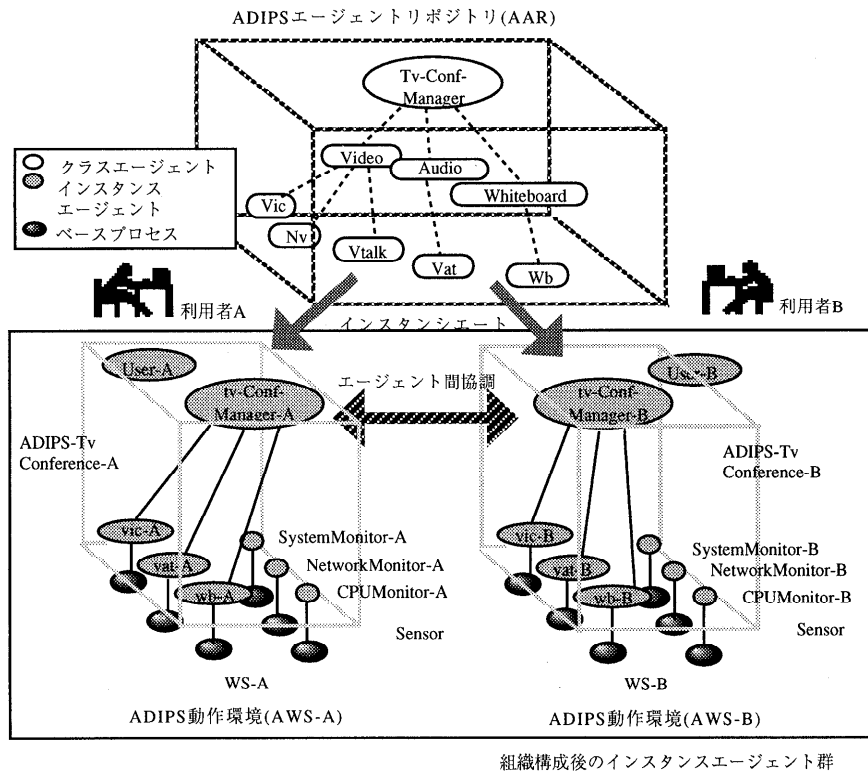 ADIPSエージェントリポジトリ(AAR)
Tv-Conf-
Manager
Video
Audio
Whiteboard
Vic
Nv
Vtalk
Vat
Wb
クラスエージェント
インスタンス
エージェント
ベースプロセス
利用者A
利用者B
インスタンシエート
User-A
tv-Conf-
Manager-A
エージェント間協調
User-B
tv-Conf-
Manager-B
ADIPS-Tv
Conference-A
ADIPS-Tv
Conference-B
vic-A
vat-A
wb-A
SystemMonitor-A
NetworkMonitor-A
CPUMonitor-A
Sensor
vic-B
vat-B
wb-B
SystemMonitor-B
NetworkMonitor-B
CPUMonitor-B
Sensor
WS-A
WS-B
ADIPS動作環境(AWS-A)
ADIPS動作環境(AWS-B)
組織構成後のインスタンスエージェント群